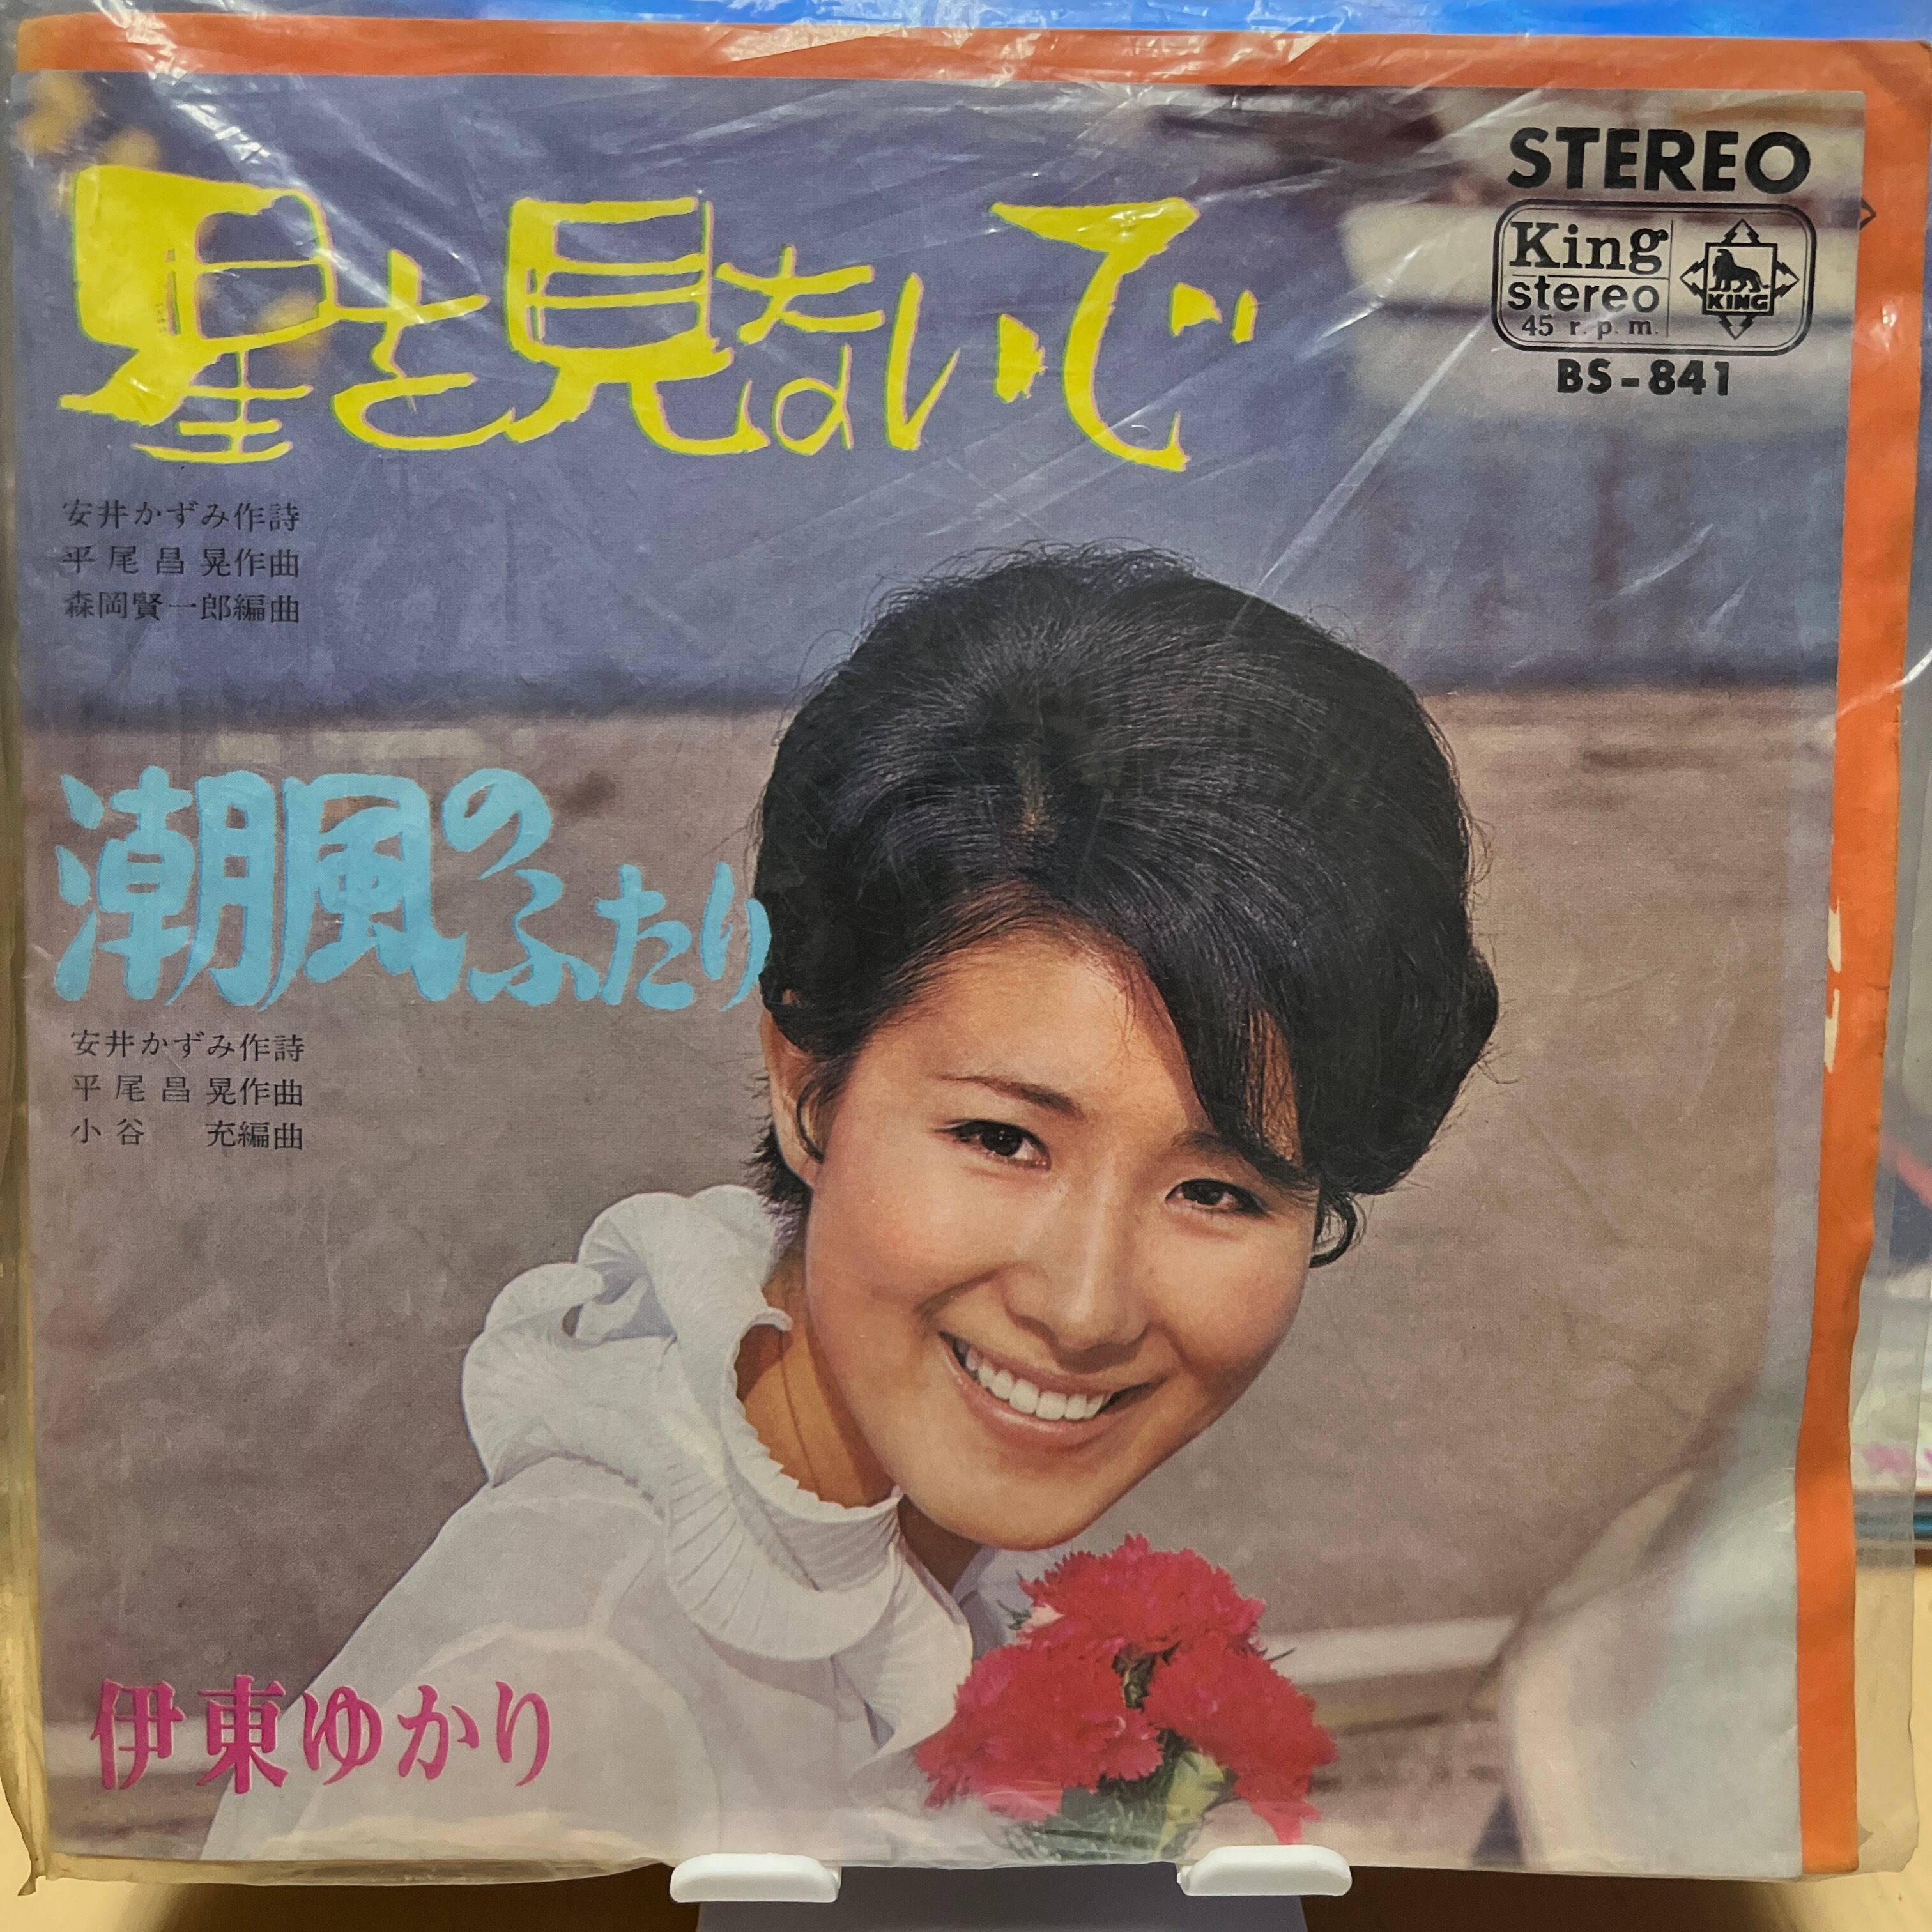 星を見ないで
STEREO
King
stereo
45 r.p.m.
KING
BS-841
安井かずみ作詩
平尾昌晃作曲
森岡賢一郎編曲
潮風のふたり
安井かずみ作詩
平尾昌晃作曲
小谷 充編曲
伊東ゆかり